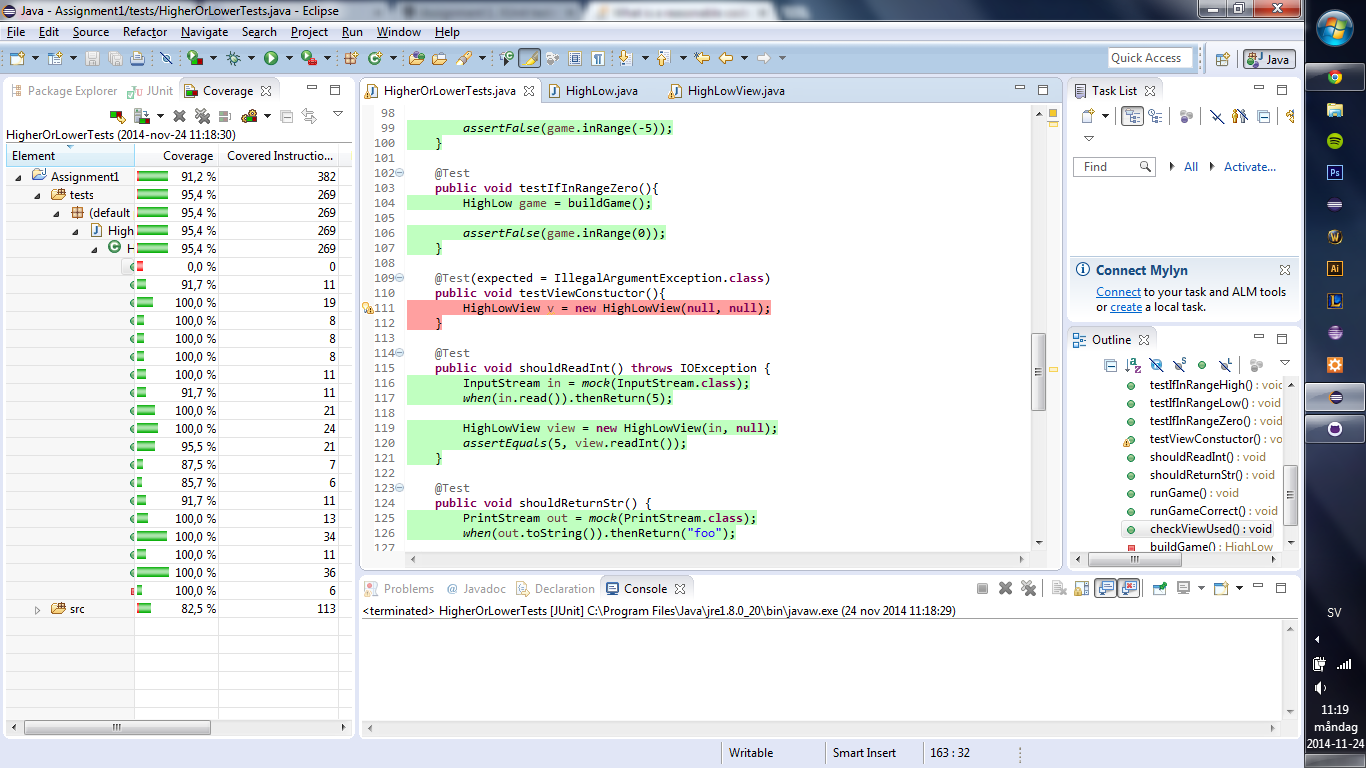 Java - Assignment1/tests/HigherOrLowerTests.java - Eclipse
File Edit Source Refactor Navigate Search Project Run Window Help
Quick Access
Java
Package Explorer JUnit Coverage
HigherOrLowerTests (2014-nov-24 11:18:30)
Element Coverage Covered Instructio...
Assignment1 91,2 % 382
tests 95,4 % 269
(default 95,4 % 269
High 95,4 % 269
H 95,4 % 269
0,0 % 0
91,7 % 11
100,0 % 19
100,0 % 8
100,0 % 8
100,0 % 8
100,0 % 11
91,7 % 11
100,0 % 21
100,0 % 24
95,5 % 21
87,5 % 7
85,7 % 6
91,7 % 11
100,0 % 13
100,0 % 34
100,0 % 11
100,0 % 36
100,0 % 6
src 82,5 % 113
HigherOrLowerTests.java HighLow.java HighLowView.java
98
99 assertFalse(game.inRange(-5));
100 }
101
102 @Test
103 public void testIfInRangeZero(){
104 HighLow game = buildGame();
105
106 assertFalse(game.inRange(0));
107 }
108
109 @Test(expected = IllegalArgumentException.class)
110 public void testViewConstuctor(){
111 HighLowView v = new HighLowView(null, null);
112 }
113
114 @Test
115 public void shouldReadInt() throws IOException {
116 InputStream in = mock(InputStream.class);
117 when(in.read()).thenReturn(5);
118
119 HighLowView view = new HighLowView(in, null);
120 assertEquals(5, view.readInt());
121 }
122
123 @Test
124 public void shouldReturnStr() {
125 PrintStream out = mock(PrintStream.class);
126 when(out.toString()).thenReturn("foo");
127
Task List
Find All Activate...
Connect Mylyn
Connect to your task and ALM tools
or create a local task.
Outline
testIfInRangeHigh() : void
testIfInRangeLow() : void
testIfInRangeZero() : void
testViewConstuctor() : void
shouldReadInt() : void
shouldReturnStr() : void
runGame() : void
runGameCorrect() : void
checkViewUsed() : void
buildGame() : HighLow
Problems Javadoc Declaration Console
<terminated> HigherOrLowerTests [JUnit] C:\Program Files\Java\jre1.8.0_20\bin\javaw.exe (24 nov 2014 11:18:29)
Writable Smart Insert 163 : 32
Ps
Ai
SV
11:19
måndag
2014-11-24